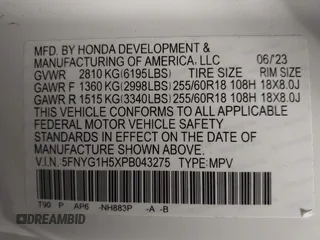 MFD. BY HONDA DEVELOPMENT &
MANUFACTURING OF AMERICA, LLC 06/'23
GVWR 2810 KG(6195LBS) TIRE SIZE RIM SIZE
GAWR F 1360 KG(2998LBS) 255/60R18 108H 18X8.0J
GAWR R 1515 KG(3340LBS) 255/60R18 108H 18X8.0J
THIS VEHICLE CONFORMS TO ALL APPLICABLE
FEDERAL MOTOR VEHICLE SAFETY
STANDARDS IN EFFECT ON THE DATE OF
MANUFACTURE SHOWN ABOVE.
V.I.N. 5FNYG1H5XPB043275 TYPE:MPV
T90 P AP6 -NH883P -A -B
DREAMBID